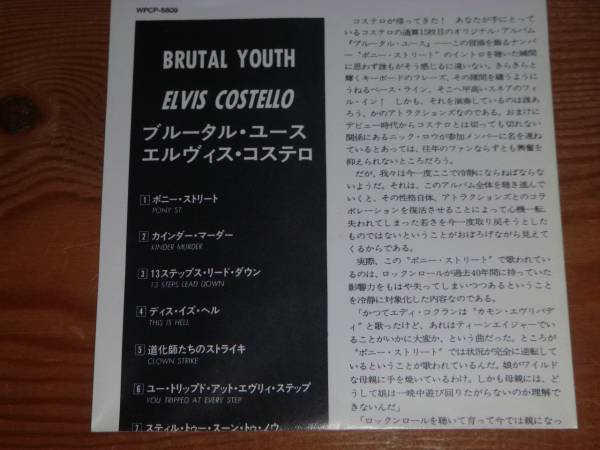 WPCP-5809
BRUTAL YOUTH
ELVIS COSTELLO
ブルータル・ユース
エルヴィス・コステロ
1 ポニー・ストリート
PONY ST.
2 カインダー・マーダー
KINDER MURDER
3 13ステップス・リード・ダウン
13 STEPS LEAD DOWN
4 ディス・イズ・ヘル
THIS IS HELL
5 道化師たちのストライキ
CLOWN STRIKE
6 ユー・トリップド・アット・エヴリィ・ステップ
YOU TRIPPED AT EVERY STEP
7 スティル・トゥー・スーン・トゥ・ノウ
コステロが帰ってきた！ あなたが手にとって
いるコステロの通算15枚目のオリジナル・アルバム
『ブルータル・ユース』――この冒頭を飾るナンバ
ー“ポニー・ストリート”のイントロを聴いた瞬間
に思わず誰もがそう感じるに違いない。きらきらと
輝くキーボードのフレーズ、その隙間を縫うように
うねるベース・ライン、そこへ甲高いスネアのフィ
ル・イン！ しかも、それを演奏しているのは誰あ
ろう、かのアトラクションズなのである。おまけに
デビュー時代からコステロとは切っても切れない
関係にあるニック・ロウが参加メンバーに名を連ね
ているとあっては、往年のファンならずとも興奮を
抑えられないところだろう。
だが、我々は今一度ここで冷静にならねばならな
いようだ。それは、このアルバム全体を聴き進んで
いくと、その性格自体、アトラクションズとのコラ
ボレーションを復活させることによって心機一転、
失われてしまった若さを今一度取り戻そうとした
ものではないということがおぼろげながら見えて
くるからである。
実際、この“ポニー・ストリート”で歌われてい
るのは、ロックンロールが過去40年間に持っていた
影響力をもはや失ってしまいつつあるということ
を冷静に対象化した内容なのである。
「かつてエディ・コクランは“カモン・エヴリバディ
”と歌ったけど、あれはティーンエイジャーでい
ることがいかに大変か、という曲だった。ところが
“ポニー・ストリート”では状況が完全に逆転して
いるということが歌われているんだ。娘がワイルド
な母親に手を焼いているわけ。しかも母親には、ど
うして娘は一晩中遊び回りたがらないのか理解で
きないんだ」
「ロックンロールを聴いて育って今では親になっ